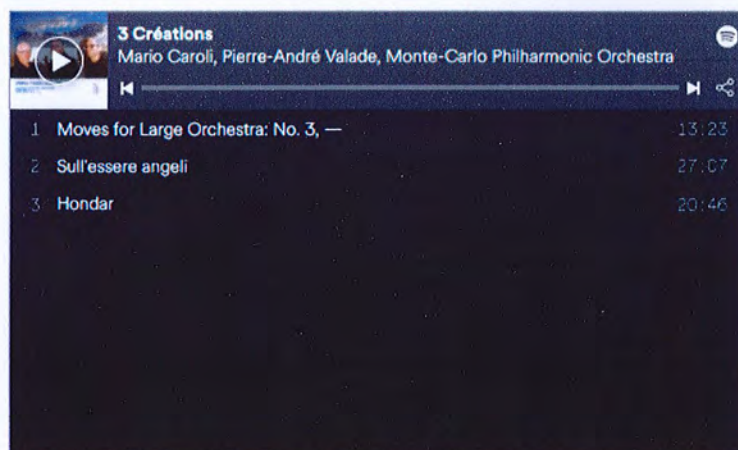 3 Créations
Mario Caroli, Pierre-André Valade, Monte-Carlo Philharmonic Orchestra
1 Moves for Large Orchestra: No. 3, — 13:23
2 Sull'essere angeli 27:07
3 Hondar 20:46